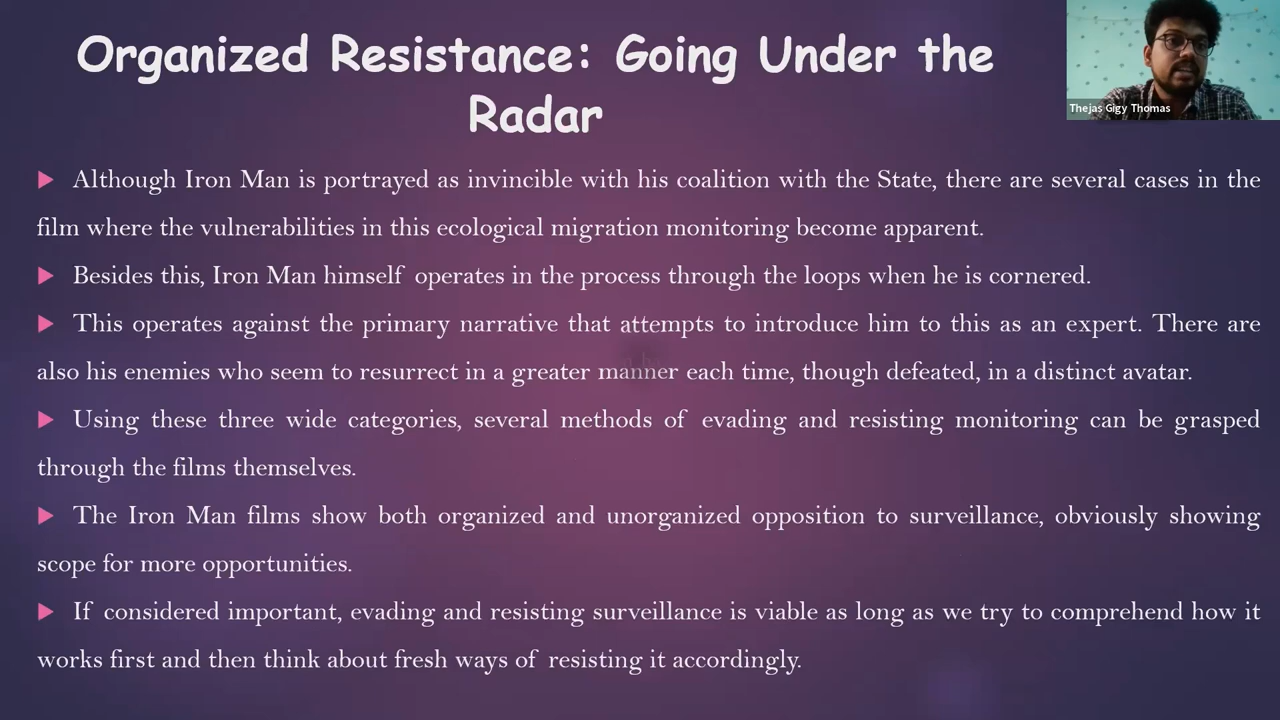 Organized Resistance: Going Under the
Radar
Thejas Gigy Thomas
Although Iron Man is portrayed as invincible with his coalition with the State, there are several cases in the
film where the vulnerabilities in this ecological migration monitoring become apparent.
Besides this, Iron Man himself operates in the process through the loops when he is cornered.
This operates against the primary narrative that attempts to introduce him to this as an expert. There are
also his enemies who seem to resurrect in a greater manner each time, though defeated, in a distinct avatar.
Using these three wide categories, several methods of evading and resisting monitoring can be grasped
through the films themselves.
The Iron Man films show both organized and unorganized opposition to surveillance, obviously showing
scope for more opportunities.
If considered important, evading and resisting surveillance is viable as long as we try to comprehend how it
works first and then think about fresh ways of resisting it accordingly.